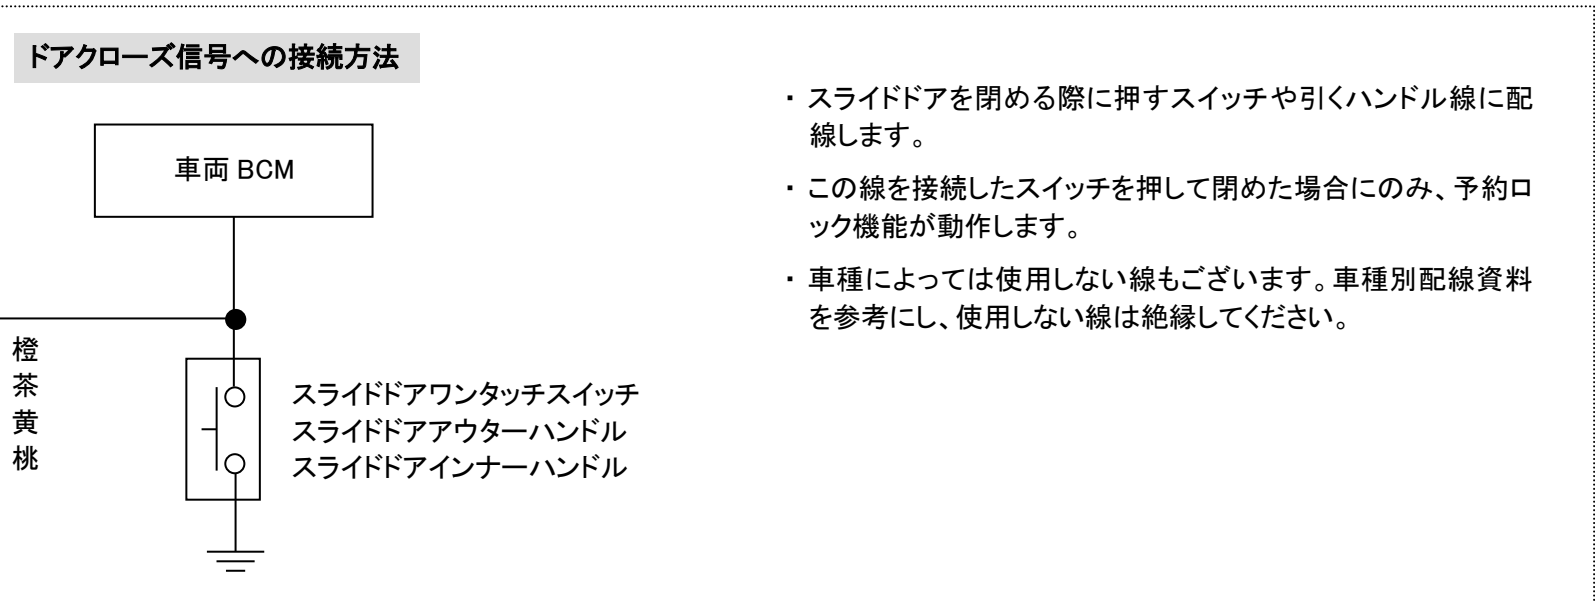 ドアクローズ信号への接続方法
車両 BCM
橙
茶
黄
桃
スライドドアワンタッチスイッチ
スライドドアアウターハンドル
スライドドアインナーハンドル
・ スライドドアを閉める際に押すスイッチや引くハンドル線に配
線します。
・ この線を接続したスイッチを押して閉めた場合にのみ、予約ロ
ック機能が動作します。
・ 車種によっては使用しない線もございます。車種別配線資料
を参考にし、使用しない線は絶縁してください。